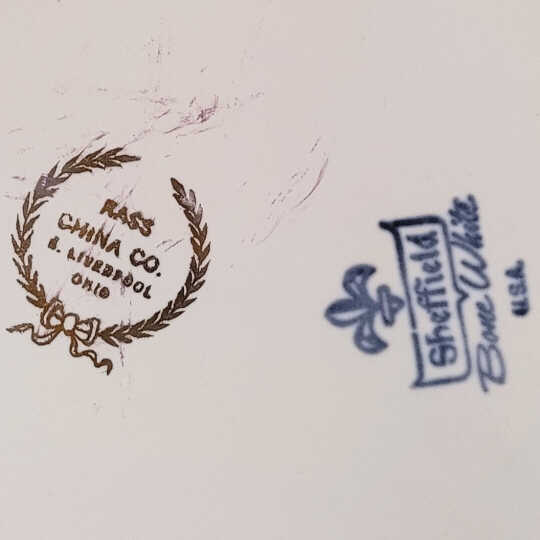 KASS
CHINA CO.
E. LIVERPOOL
OHIO
Sheffield
Bone White
U.S.A.